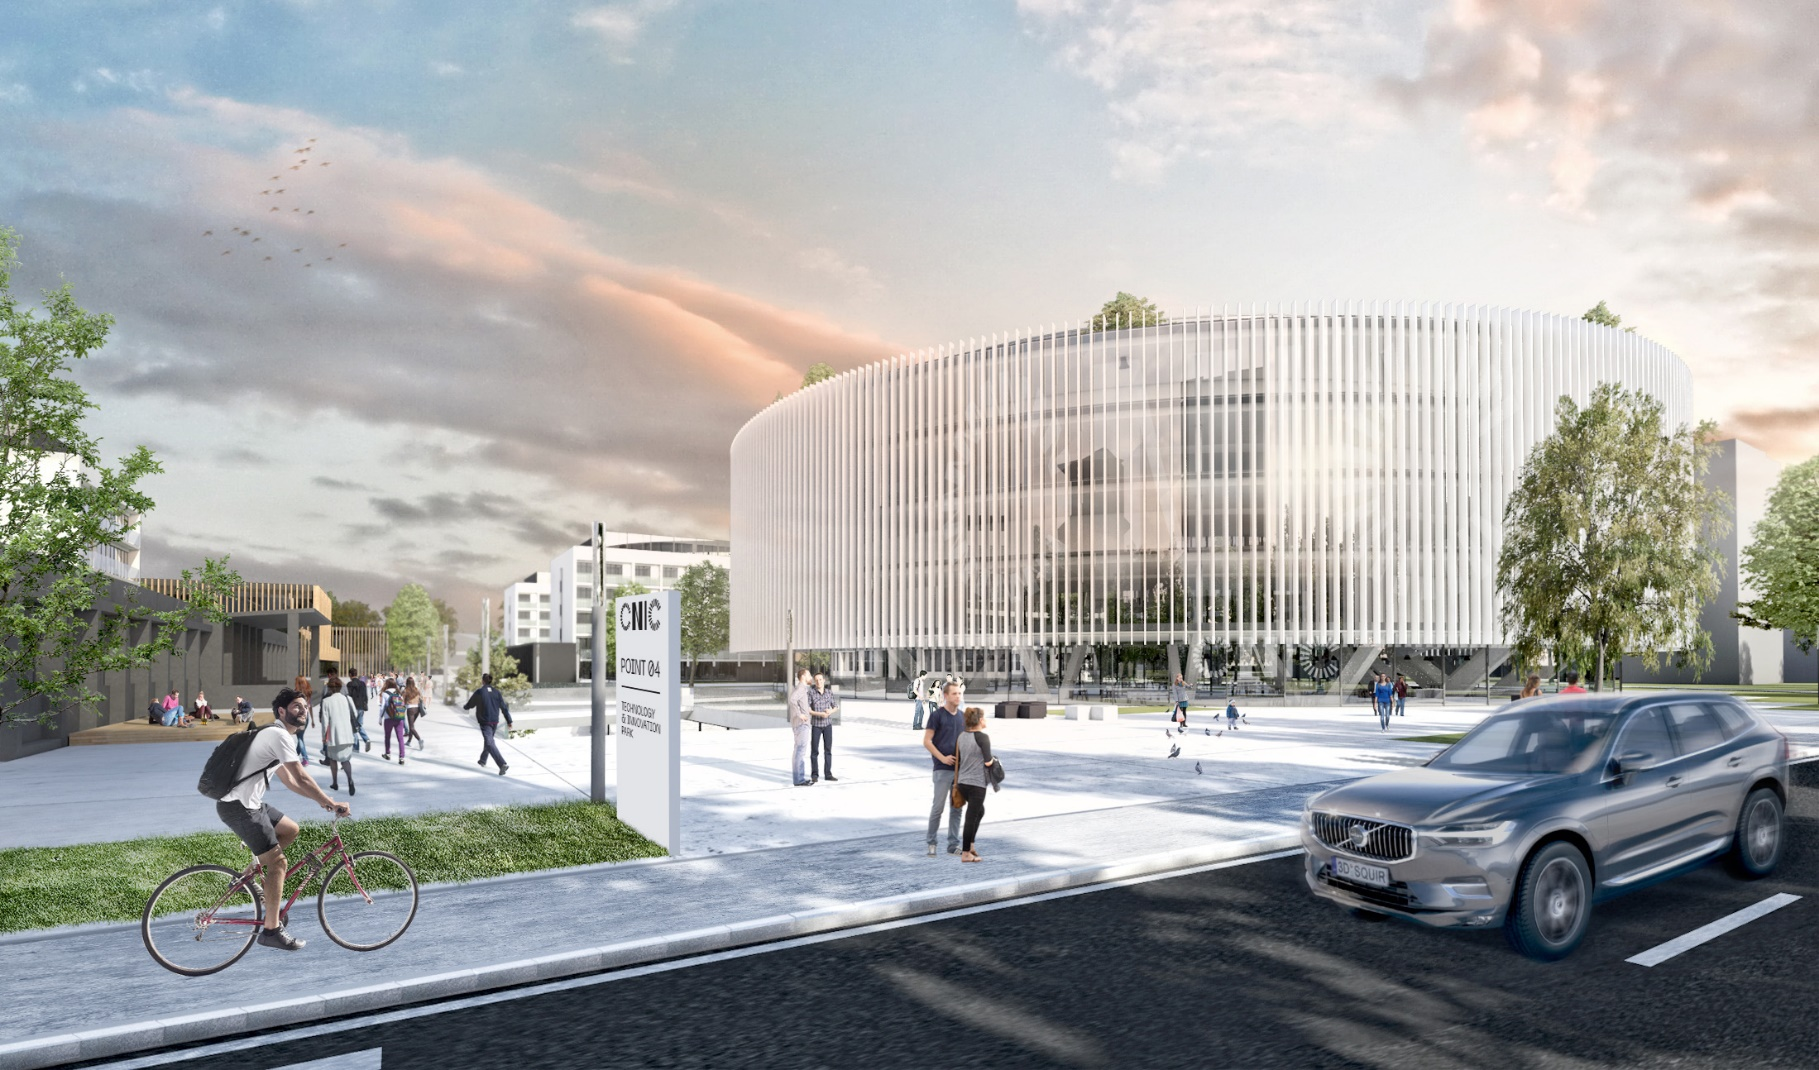 CNIC
POINT 04
TECHNOLOGY
& INNOVATION
PARK
3D*SQUIR